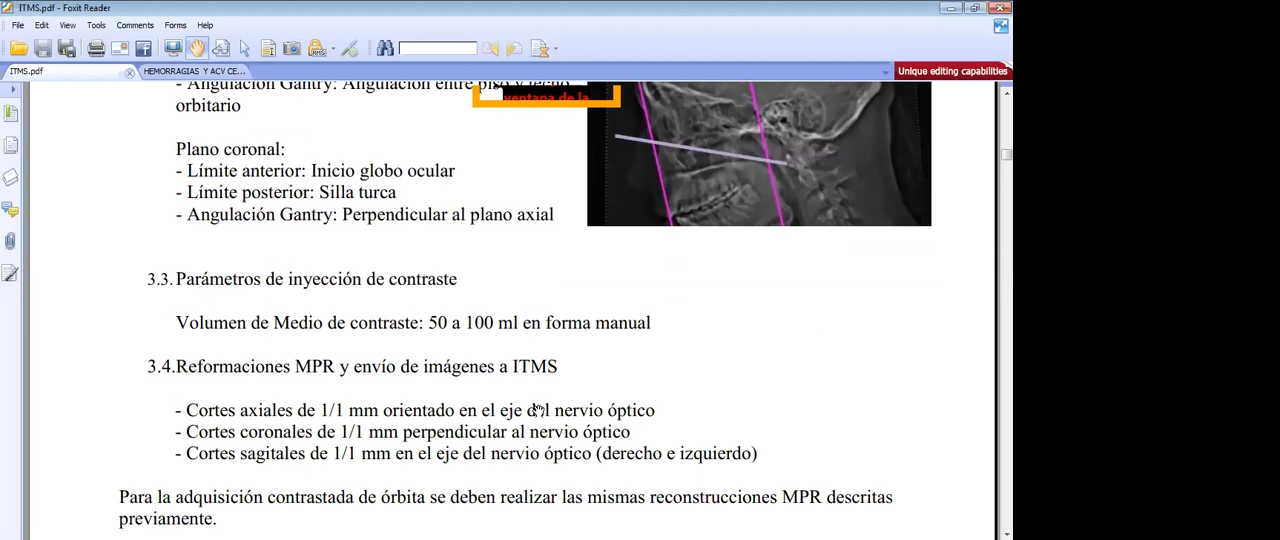 ITMS.pdf - Foxit Reader
File Edit View Tools Comments Forms Help
ITMS.pdf HEMORRAGIAS Y ACV CE... Unique editing capabilities
- Angulación Gantry: Angulación entre piso y techo
orbitario
ventana de la
Plano coronal:
- Límite anterior: Inicio globo ocular
- Límite posterior: Silla turca
- Angulación Gantry: Perpendicular al plano axial
3.3. Parámetros de inyección de contraste
Volumen de Medio de contraste: 50 a 100 ml en forma manual
3.4. Reformaciones MPR y envío de imágenes a ITMS
- Cortes axiales de 1/1 mm orientado en el eje del nervio óptico
- Cortes coronales de 1/1 mm perpendicular al nervio óptico
- Cortes sagitales de 1/1 mm en el eje del nervio óptico (derecho e izquierdo)
Para la adquisición contrastada de órbita se deben realizar las mismas reconstrucciones MPR descritas
previamente.